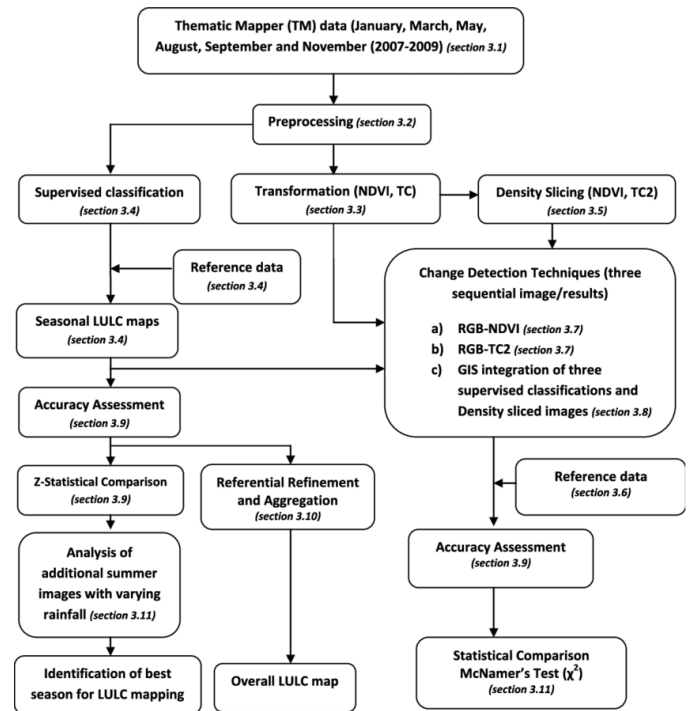 Thematic Mapper (TM) data (January, March, May,
August, September and November (2007-2009) (section 3.1)
Preprocessing (section 3.2)
Supervised classification
(section 3.4)
Transformation (NDVI, TC)
(section 3.3)
Density Slicing (NDVI, TC2)
(section 3.5)
Reference data
(section 3.4)
Change Detection Techniques (three
sequential image/results)
a) RGB-NDVI (section 3.7)
b) RGB-TC2 (section 3.7)
c) GIS integration of three
supervised classifications and
Density sliced images (section 3.8)
Seasonal LULC maps
(section 3.4)
Accuracy Assessment
(section 3.9)
Z-Statistical Comparison
(section 3.9)
Referential Refinement
and Aggregation
(section 3.10)
Reference data
(section 3.6)
Analysis of
additional summer
images with varying
rainfall (section 3.11)
Accuracy Assessment
(section 3.9)
Identification of best
season for LULC mapping
Overall LULC map
Statistical Comparison
McNamer's Test (χ²)
(section 3.11)